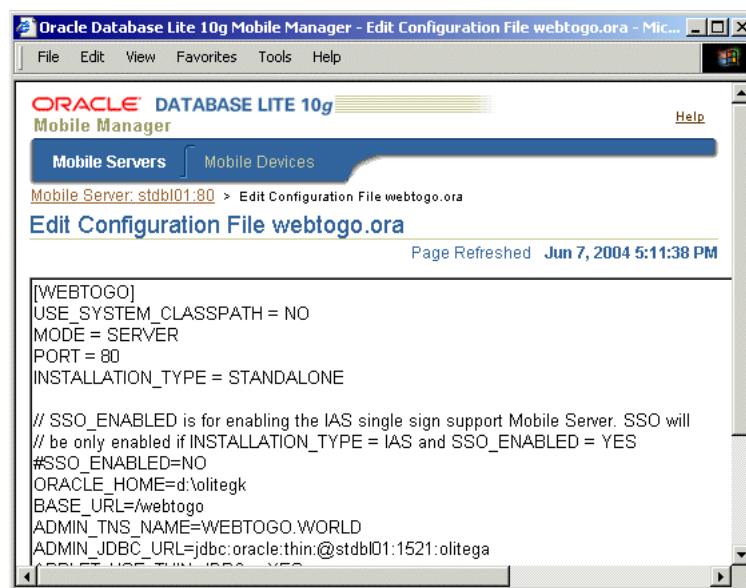 Oracle Database Lite 10g Mobile Manager - Edit Configuration File webtogo.ora - Mic...
File Edit View Favorites Tools Help
ORACLE DATABASE LITE 10g
Mobile Manager
Help
Mobile Servers Mobile Devices
Mobile Server: stdbl01:80 > Edit Configuration File webtogo.ora
Edit Configuration File webtogo.ora
Page Refreshed Jun 7, 2004 5:11:38 PM
[WEBTOGO]
USE_SYSTEM_CLASSPATH = NO
MODE = SERVER
PORT = 80
INSTALLATION_TYPE = STANDALONE
// SSO_ENABLED is for enabling the IAS single sign support Mobile Server. SSO will
// be only enabled if INSTALLATION_TYPE = IAS and SSO_ENABLED = YES
#SSO_ENABLED=NO
ORACLE_HOME=d:\olitegk
BASE_URL=/webtogo
ADMIN_TNS_NAME=WEBTOGO.WORLD
ADMIN_JDBC_URL=jdbc:oracle:thin:@stdbl01:1521:olitega